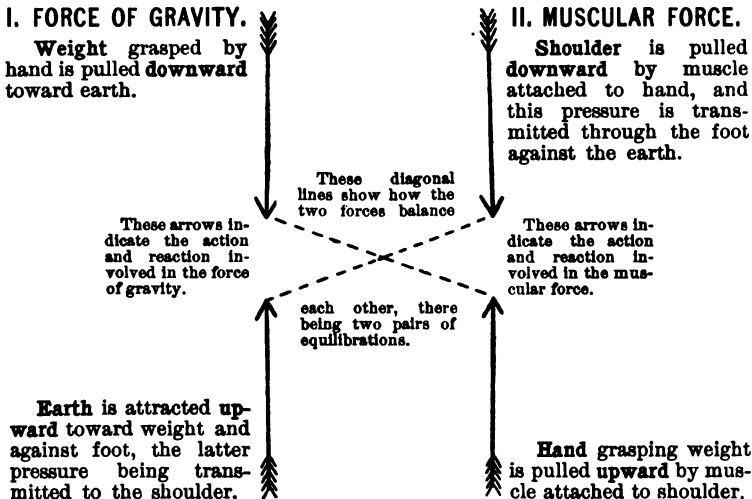 I. FORCE OF GRAVITY.
Weight grasped by
hand is pulled downward
toward earth.
II. MUSCULAR FORCE.
Shoulder is pulled
downward by muscle
attached to hand, and
this pressure is trans-
mitted through the foot
against the earth.
These diagonal
lines show how the
two forces balance
These arrows in-
dicate the action
and reaction in-
volved in the force
of gravity.
These arrows in-
dicate the action
and reaction in-
volved in the mus-
cular force.
each other, there
being two pairs of
equilibrations.
Earth is attracted up-
ward toward weight and
against foot, the latter
pressure being trans-
mitted to the shoulder.
Hand grasping weight
is pulled upward by mus-
cle attached to shoulder.